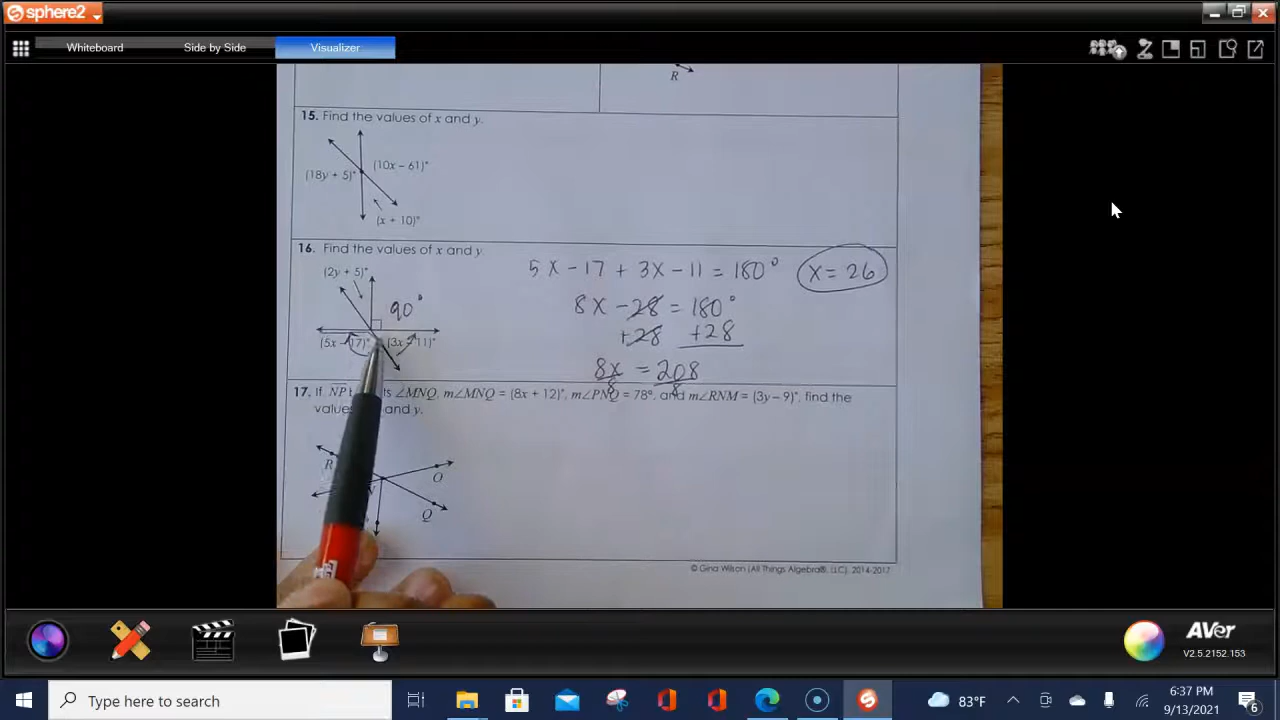 sphere2
Whiteboard
Side by Side
Visualizer
R
15. Find the values of x and y.
(10x – 61)°
(18y + 5)°
(x + 10)°
16. Find the values of x and y.
(2y + 5)°
90°
(5x – 17)°
(3x – 11)°
5x - 17 + 3x - 11 = 180°
x = 26
8x - 28 = 180°
+28 +28
8x = 208
8 8
17. If NP ∠MNQ, m∠MNQ = (8x + 12)°, m∠PNQ = 78°, and m∠RNM = (3y – 9)°, find the
and y.
R
O
N
Q
© Gina Wilson (All Things Algebra®, LLC), 2014-2017
AVer
V2.5.2152.153
Type here to search
83°F
6:37 PM
9/13/2021
6